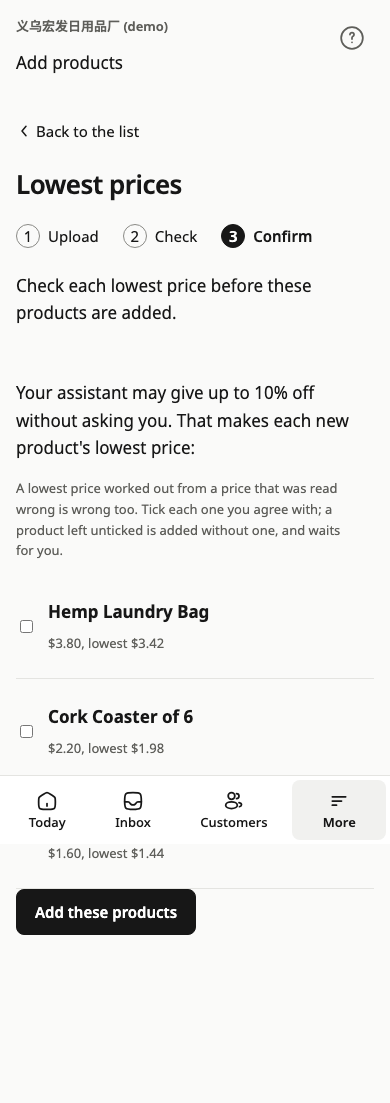 义乌宏发日用品厂 (demo)
Add products
Back to the list
Lowest prices
1 Upload 2 Check 3 Confirm
Check each lowest price before these
products are added.
Your assistant may give up to 10% off
without asking you. That makes each new
product's lowest price:
A lowest price worked out from a price that was read
wrong is wrong too. Tick each one you agree with; a
product left unticked is added without one, and waits
for you.
Hemp Laundry Bag
$3.80, lowest $3.42
Cork Coaster of 6
$2.20, lowest $1.98
Today Inbox Customers More
$1.60, lowest $1.44
Add these products